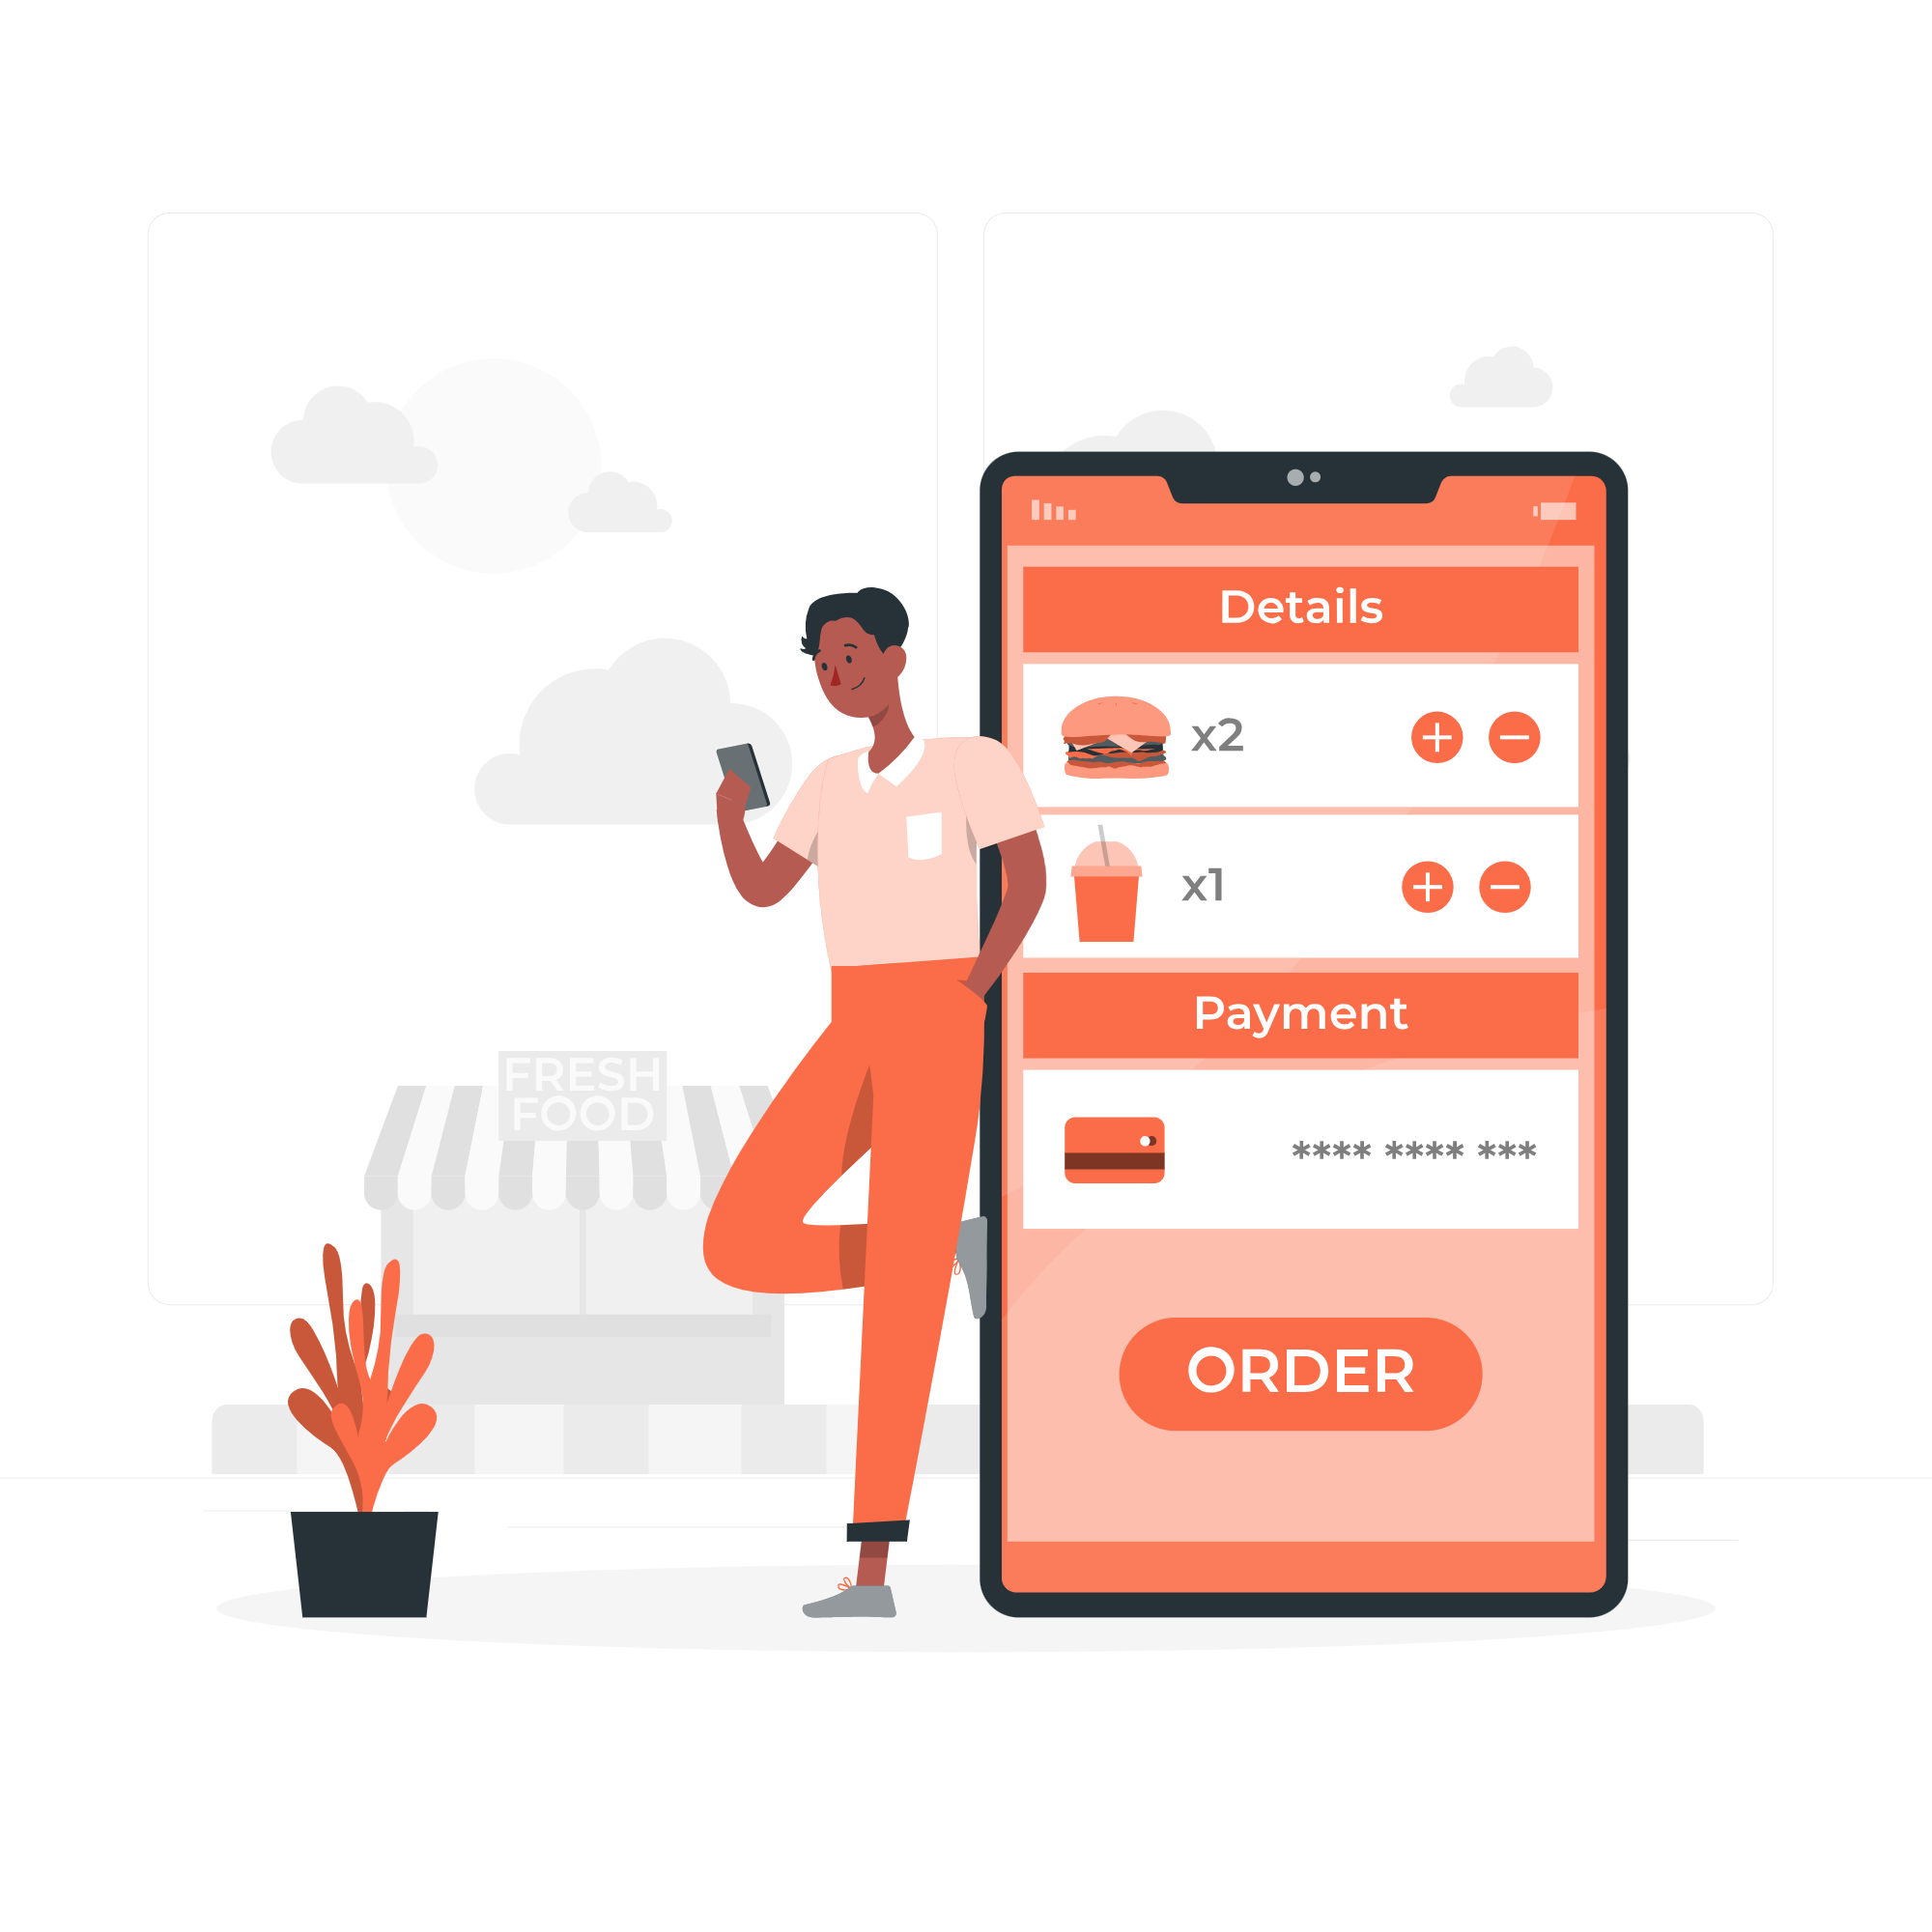 Details
x2
x1
Payment
**** **** ***
ORDER
FRESH
FOOD